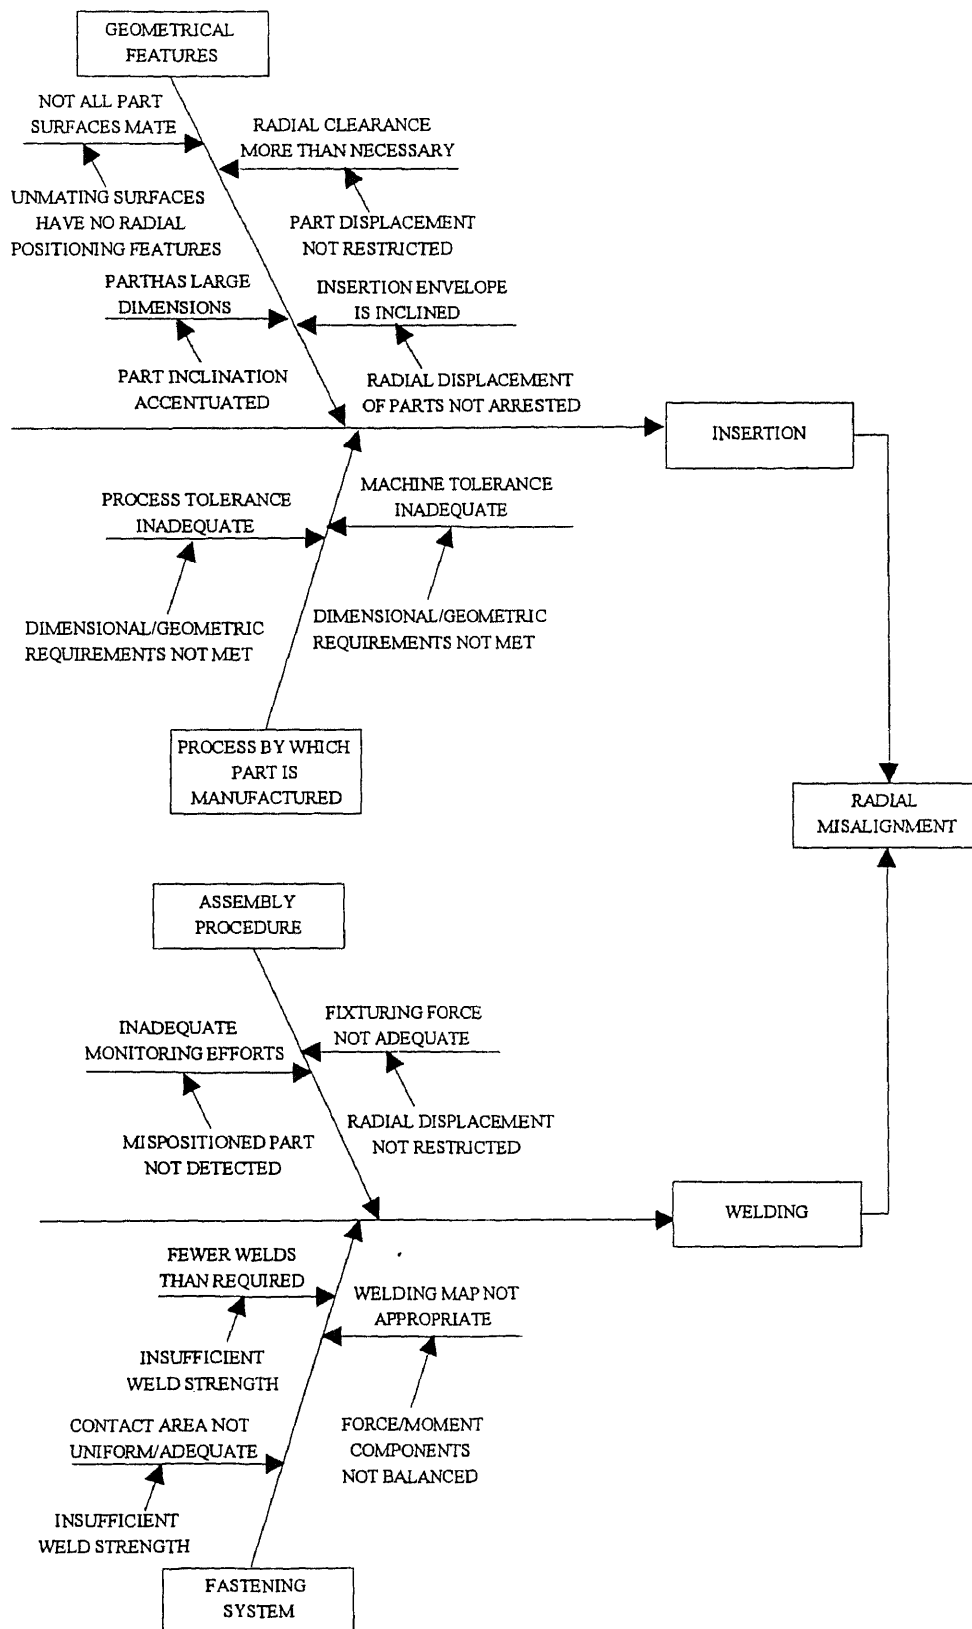 GEOMETRICAL
FEATURES
NOT ALL PART
SURFACES MATE
RADIAL CLEARANCE
MORE THAN NECESSARY
UNMATING SURFACES
HAVE NO RADIAL
POSITIONING FEATURES
PART DISPLACEMENT
NOT RESTRICTED
PARTHAS LARGE
DIMENSIONS
INSERTION ENVELOPE
IS INCLINED
PART INCLINATION
ACCENTUATED
RADIAL DISPLACEMENT
OF PARTS NOT ARRESTED
INSERTION
PROCESS TOLERANCE
INADEQUATE
MACHINE TOLERANCE
INADEQUATE
DIMENSIONAL/GEOMETRIC
REQUIREMENTS NOT MET
DIMENSIONAL/GEOMETRIC
REQUIREMENTS NOT MET
PROCESS BY WHICH
PART IS
MANUFACTURED
RADIAL
MISALIGNMENT
ASSEMBLY
PROCEDURE
INADEQUATE
MONITORING EFFORTS
FIXTURING FORCE
NOT ADEQUATE
MISPOSITIONED PART
NOT DETECTED
RADIAL DISPLACEMENT
NOT RESTRICTED
WELDING
FEWER WELDS
THAN REQUIRED
WELDING MAP NOT
APPROPRIATE
INSUFFICIENT
WELD STRENGTH
CONTACT AREA NOT
UNIFORM/ADEQUATE
FORCE/MOMENT
COMPONENTS
NOT BALANCED
INSUFFICIENT
WELD STRENGTH
FASTENING
SYSTEM